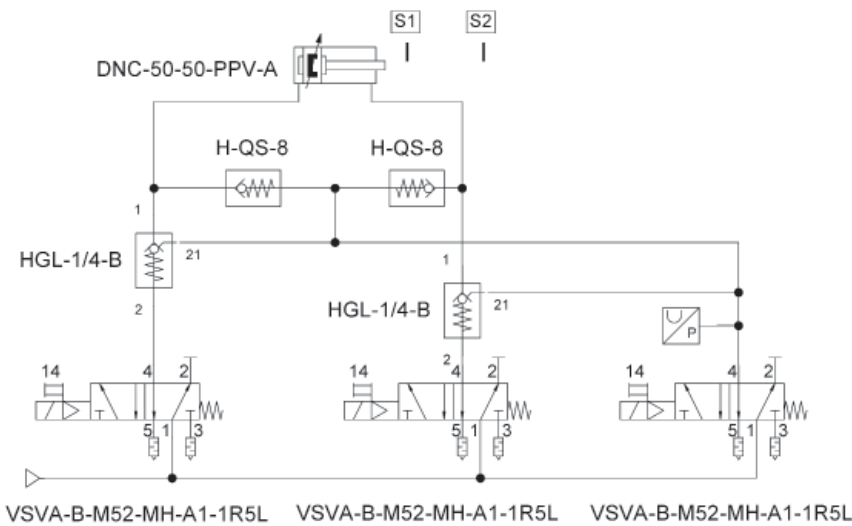 S1 S2
DNC-50-50-PPV-A
H-QS-8 H-QS-8
1
HGL-1/4-B 21
1
2
HGL-1/4-B 21
P
2
14 4 2 14 4 2 14 4 2
5 1 3 5 1 3 5 1 3
VSVA-B-M52-MH-A1-1R5L VSVA-B-M52-MH-A1-1R5L VSVA-B-M52-MH-A1-1R5L